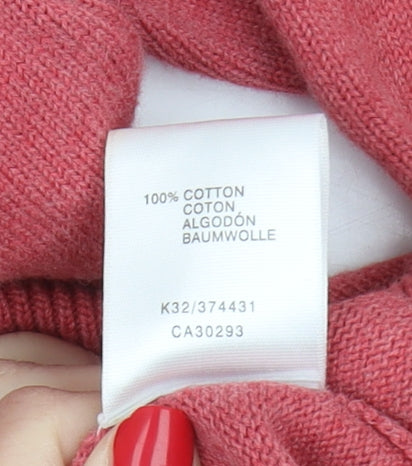 100% COTTON
COTON
ALGODÓN
BAUMWOLLE
K32/374431
CA30293